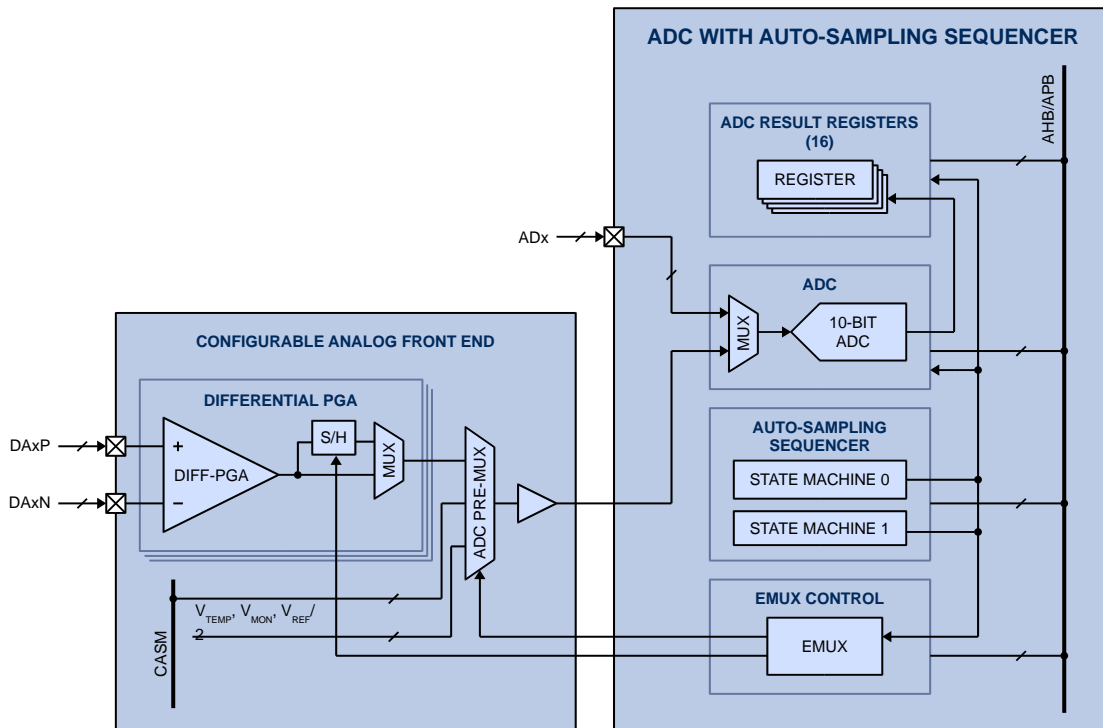 ADC WITH AUTO-SAMPLING SEQUENCER
AHB/APB
ADC RESULT REGISTERS
(16)
REGISTER
ADx
ADC
MUX
10-BIT
ADC
CONFIGURABLE ANALOG FRONT END
DIFFERENTIAL PGA
DAxP
DAxN
+
−
DIFF-PGA
S/H
MUX
ADC PRE-MUX
AUTO-SAMPLING
SEQUENCER
STATE MACHINE 0
STATE MACHINE 1
CASM
VTEMP, VMON, VREF/
2
EMUX CONTROL
EMUX